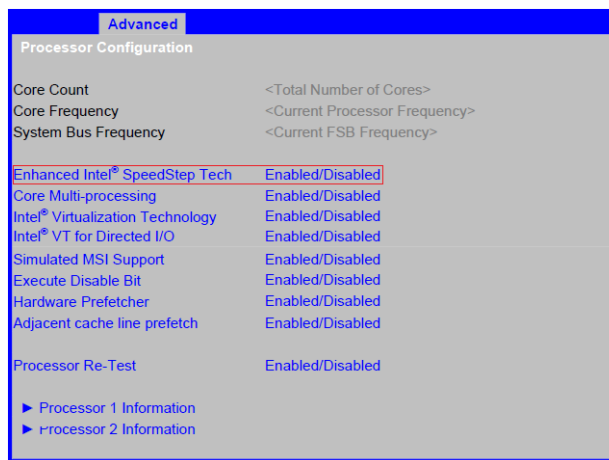 Advanced
Processor Configuration
Core Count <Total Number of Cores>
Core Frequency <Current Processor Frequency>
System Bus Frequency <Current FSB Frequency>
Enhanced Intel® SpeedStep Tech Enabled/Disabled
Core Multi-processing Enabled/Disabled
Intel® Virtualization Technology Enabled/Disabled
Intel® VT for Directed I/O Enabled/Disabled
Simulated MSI Support Enabled/Disabled
Execute Disable Bit Enabled/Disabled
Hardware Prefetcher Enabled/Disabled
Adjacent cache line prefetch Enabled/Disabled
Processor Re-Test Enabled/Disabled
► Processor 1 Information
► Processor 2 Information